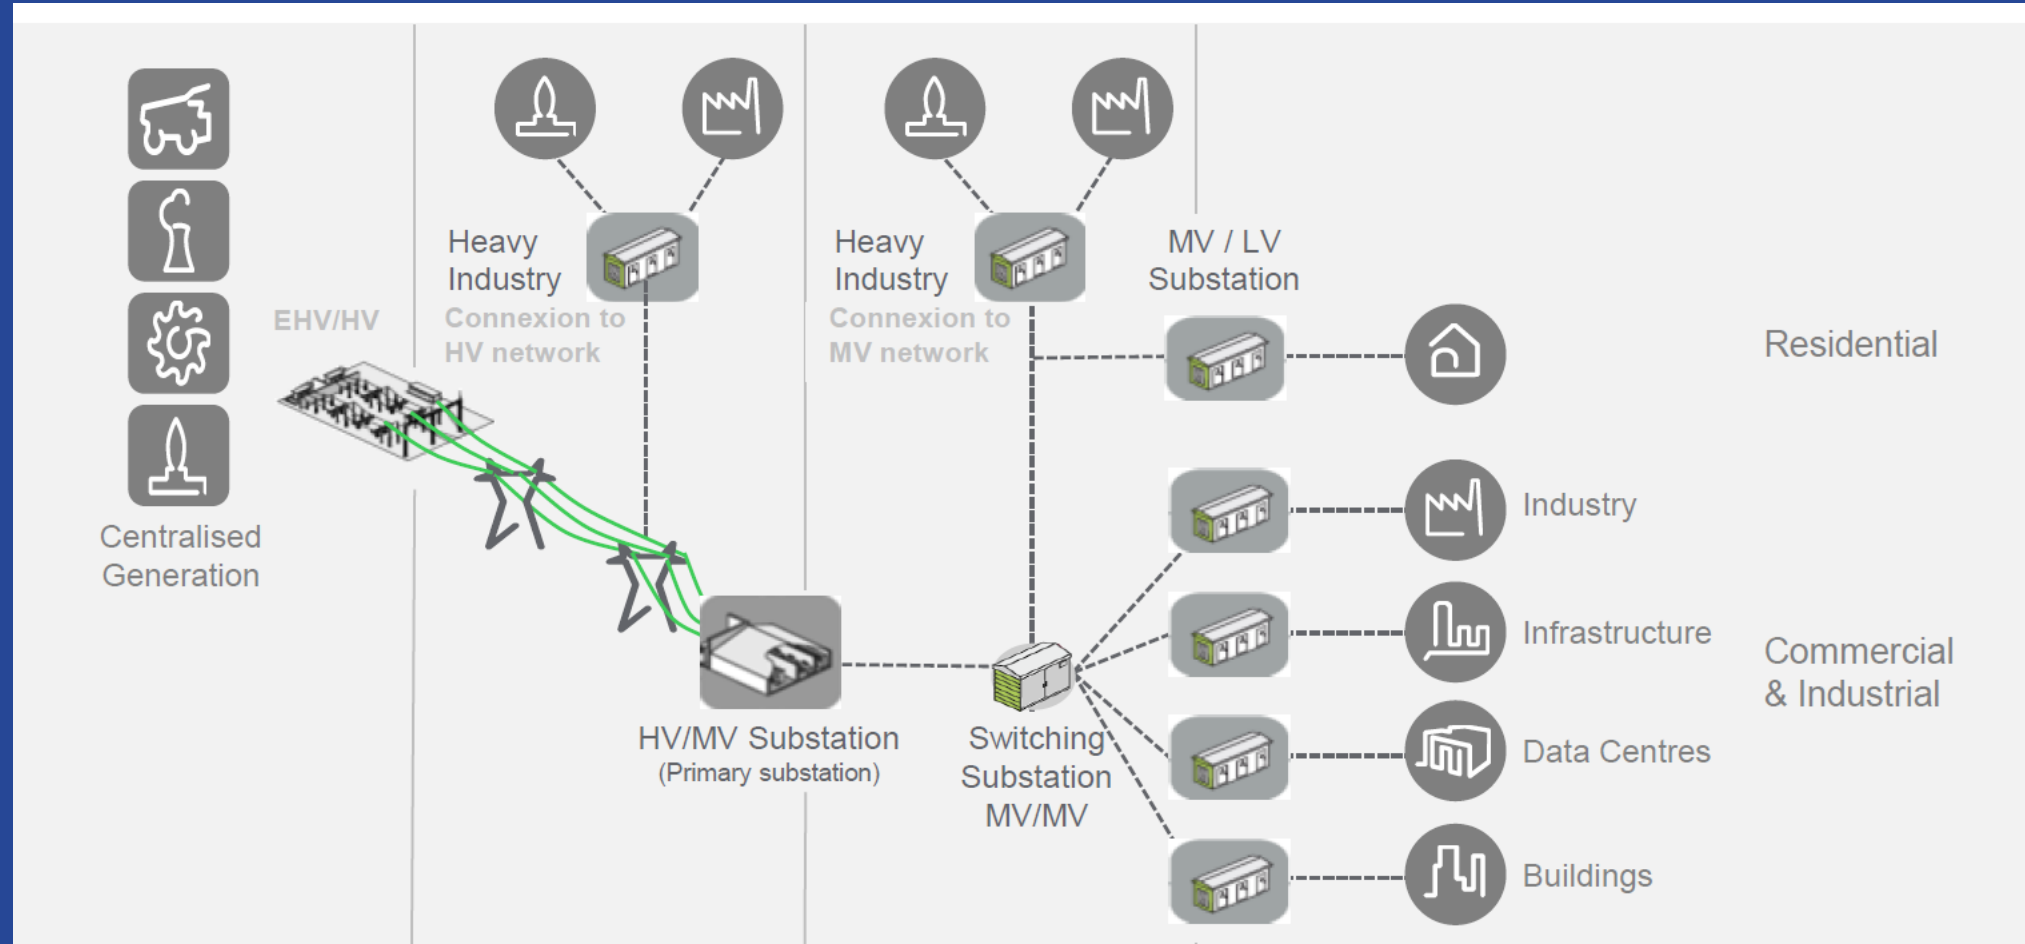 Centralised
Generation
EHV/HV
Heavy
Industry
Connexion to
HV network
HV/MV Substation
(Primary substation)
Heavy
Industry
Connexion to
MV network
Switching
Substation
MV/MV
MV / LV
Substation
Residential
Industry
Infrastructure
Data Centres
Buildings
Commercial
& Industrial